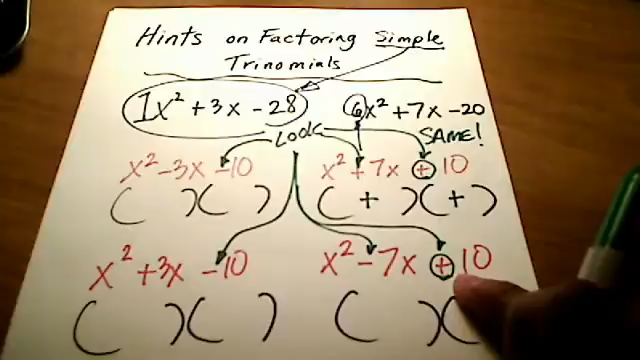 Hints on Factoring Simple
Trinomials
1x² + 3x - 28 6x² + 7x - 20
LOOK SAME!
x² - 3x - 10 x² + 7x + 10
( )( ) ( + )( + )
x² + 3x - 10 x² - 7x + 10
( )( ) ( )(